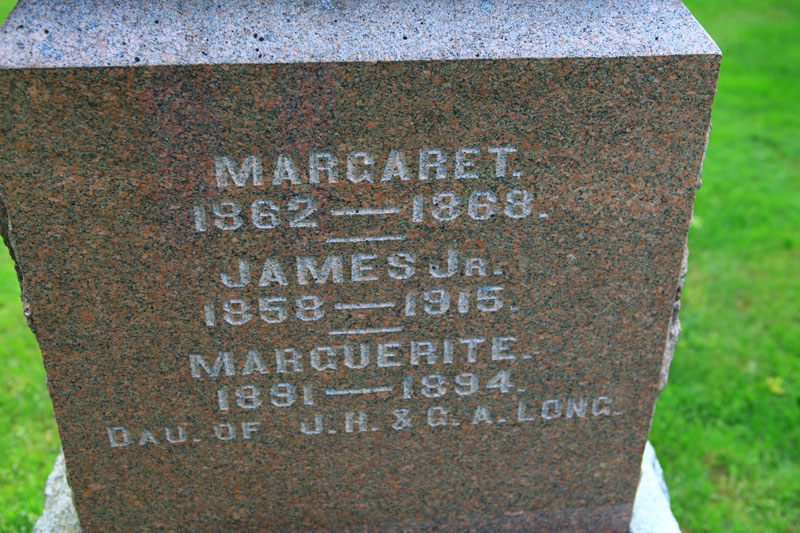 MARGARET.
1862 — 1868.
JAMES JR.
1858 — 1915.
MARGUERITE.
1891 — 1894.
DAU. OF J. H. & G. A. LONG.